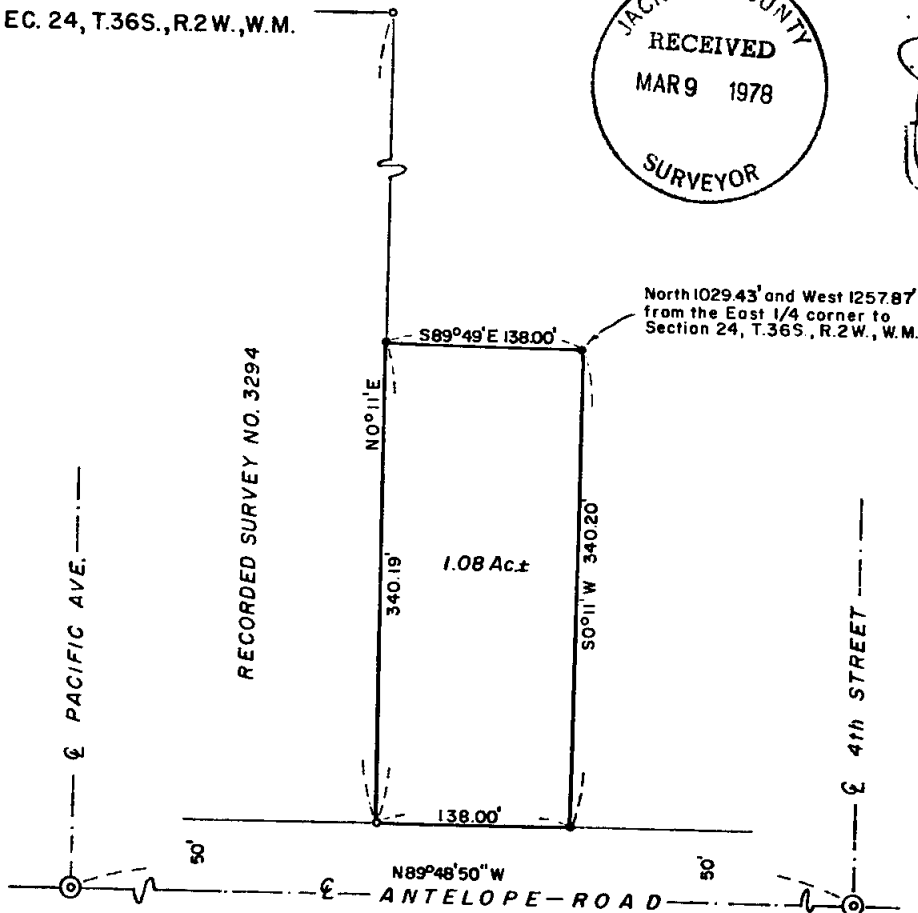 EC. 24, T.36S., R.2W., W.M.
COUNTY
RECEIVED
MAR 9 1978
SURVEYOR
North 1029.43' and West 1257.87'
from the East 1/4 corner to
Section 24, T.36S., R.2W., W.M.
S89°49'E 138.00'
N0°11'E
340.19'
RECORDED SURVEY NO. 3294
1.08 Ac.±
S0°11'W 340.20'
℄ PACIFIC AVE.
℄ 4th STREET
138.00'
50'
N89°48'50"W
50'
℄ ANTELOPE ROAD